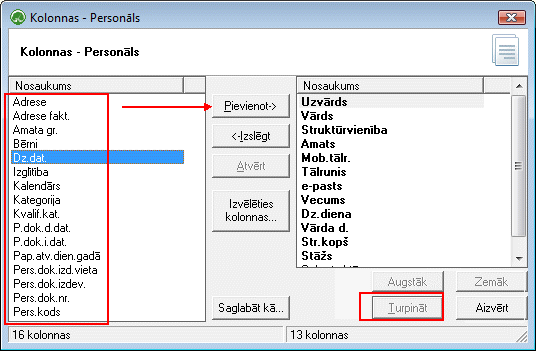 Kolonnas - Personāls
Kolonnas - Personāls
Nosaukums
Adrese
Adrese fakt.
Amata gr.
Bērni
Dz.dat.
Izglītība
Kalendārs
Kategorija
Kvalif.kat.
P.dok.d.dat.
P.dok.i.dat.
Pap.atv.dien.gadā
Pers.dok.izd.vieta
Pers.dok.izdev.
Pers.dok.nr.
Pers.kods
Pievienot->
<-Izslēgt
Atvērt
Izvēlēties
kolonnas...
Saglabāt kā...
Nosaukums
Uzvārds
Vārds
Struktūrvienība
Amats
Mob.tālr.
Tālrunis
e-pasts
Vecums
Dz.diena
Vārda d.
Str.kopš
Stāžs
Augstāk
Zemāk
Turpināt
Aizvērt
16 kolonnas
13 kolonnas